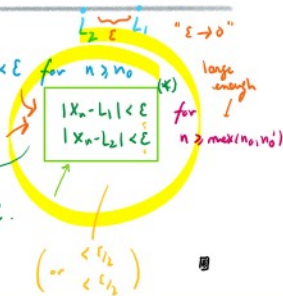 L₂ ε L₁ "ε → 0"
< ε for n ≥ n₀
(*) large enough
|xₙ - L₁| < ε for
|xₙ - L₂| < ε n ≥ max(n₀, n₀')
ε.
(or < ε/2
< ε/2)